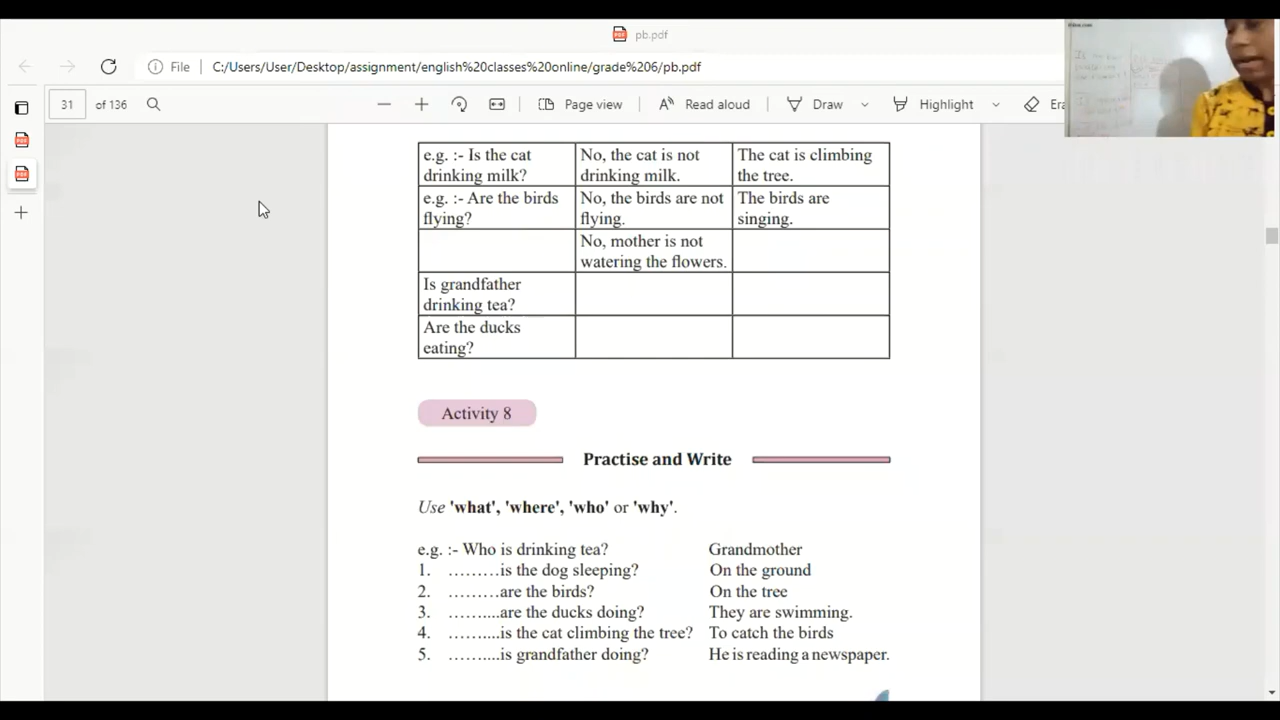 pb.pdf
File C:/Users/User/Desktop/assignment/english%20classes%20online/grade%206/pb.pdf
31 of 136 Page view Read aloud Draw Highlight
e.g. :- Is the cat drinking milk?
No, the cat is not drinking milk.
The cat is climbing the tree.
e.g. :- Are the birds flying?
No, the birds are not flying.
The birds are singing.
No, mother is not watering the flowers.
Is grandfather drinking tea?
Are the ducks eating?
Activity 8
Practise and Write
Use 'what', 'where', 'who' or 'why'.
e.g. :- Who is drinking tea? Grandmother
1. .........is the dog sleeping? On the ground
2. .........are the birds? On the tree
3. ..........are the ducks doing? They are swimming.
4. ..........is the cat climbing the tree? To catch the birds
5. ..........is grandfather doing? He is reading a newspaper.